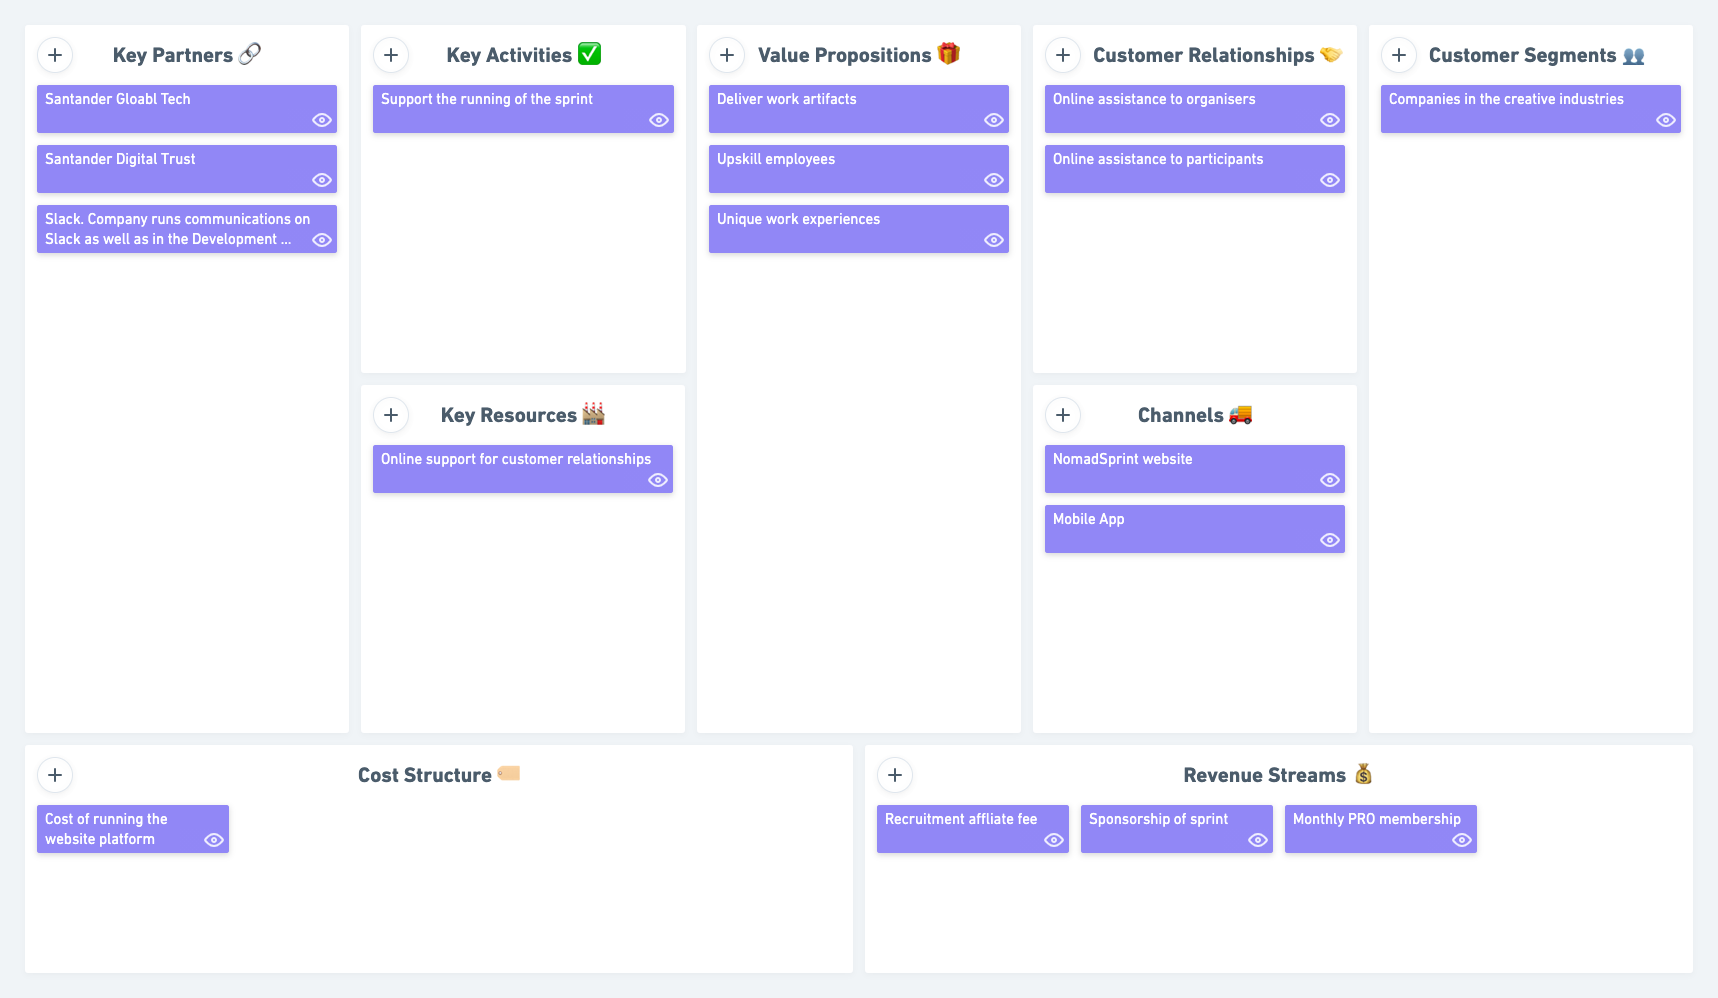 Key Partners
Santander Gloabl Tech
Santander Digital Trust
Slack. Company runs communications on
Slack as well as in the Development ...
Key Activities
Support the running of the sprint
Key Resources
Online support for customer relationships
Value Propositions
Deliver work artifacts
Upskill employees
Unique work experiences
Customer Relationships
Online assistance to organisers
Online assistance to participants
Channels
NomadSprint website
Mobile App
Customer Segments
Companies in the creative industries
Cost Structure
Cost of running the
website platform
Revenue Streams
Recruitment affliate fee
Sponsorship of sprint
Monthly PRO membership